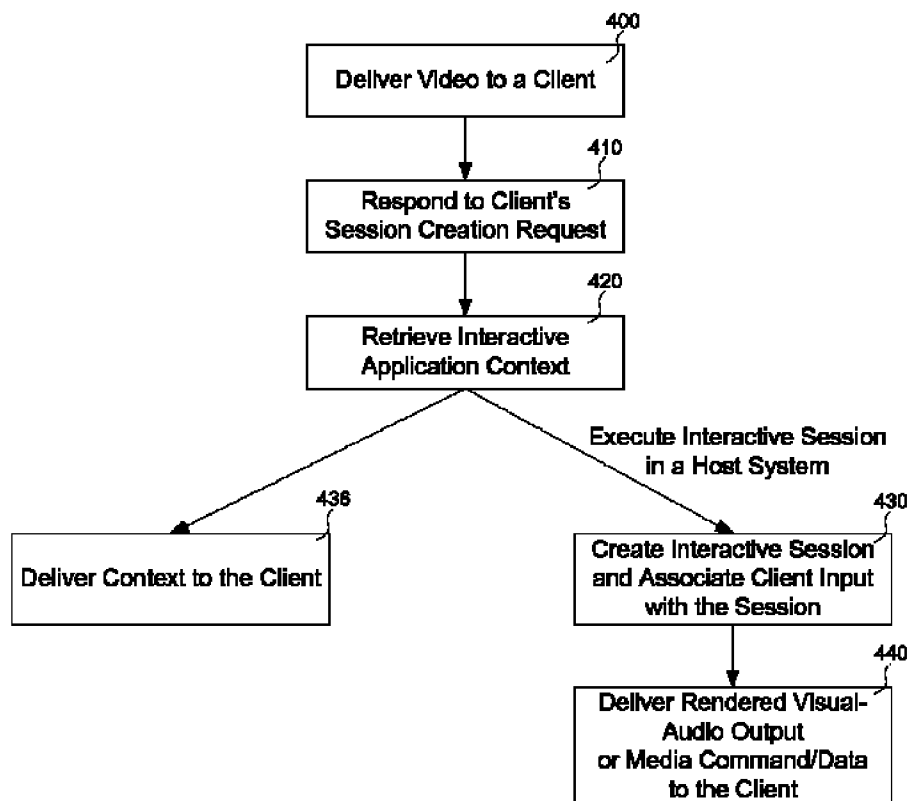 400
Deliver Video to a Client
410
Respond to Client's
Session Creation Request
420
Retrieve Interactive
Application Context
Execute Interactive Session
in a Host System
436
Deliver Context to the Client
430
Create Interactive Session
and Associate Client Input
with the Session
440
Deliver Rendered Visual-
Audio Output
or Media Command/Data
to the Client